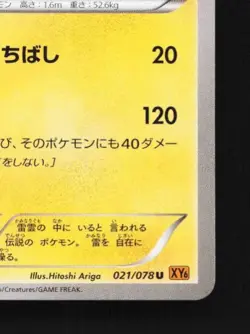 モン 高さ：1.6m 重さ：52.6kg
ちばし 20
120
び、そのポケモンにも40ダメー
をしない。］
雷雲の 中に いると 言われる
伝説の ポケモン。 雷を 自在に
操る。
Illus.Hitoshi Ariga 021/078 U XY6
/Creatures/GAME FREAK.